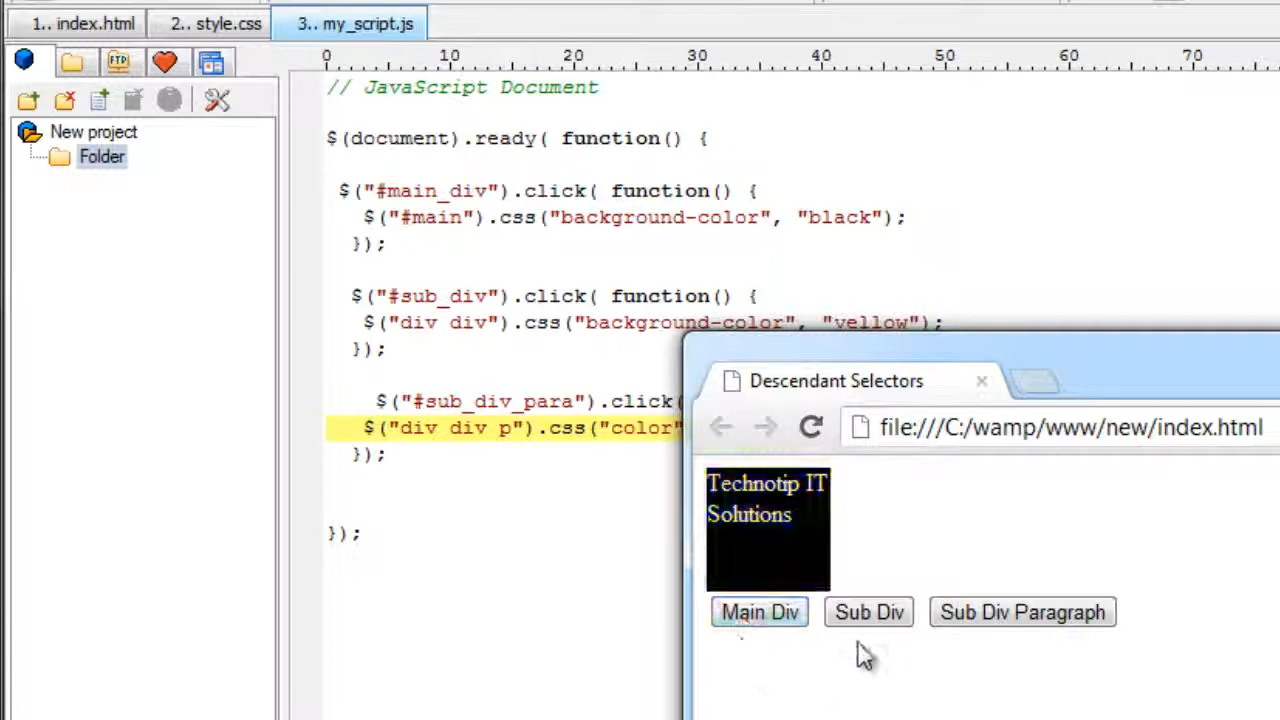 1.. index.html
2.. style.css
3.. my_script.js
FTP
0 10 20 30 40 50 60 70
New project
Folder
// JavaScript Document
$(document).ready( function() {
$("#main_div").click( function() {
$("#main").css("background-color", "black");
});
$("#sub_div").click( function() {
$("div div").css("background-color", "yellow");
});
$("#sub_div_para").click(
$("div div p").css("color"
});
});
Descendant Selectors
file:///C:/wamp/www/new/index.html
Technotip IT
Solutions
Main Div
Sub Div
Sub Div Paragraph